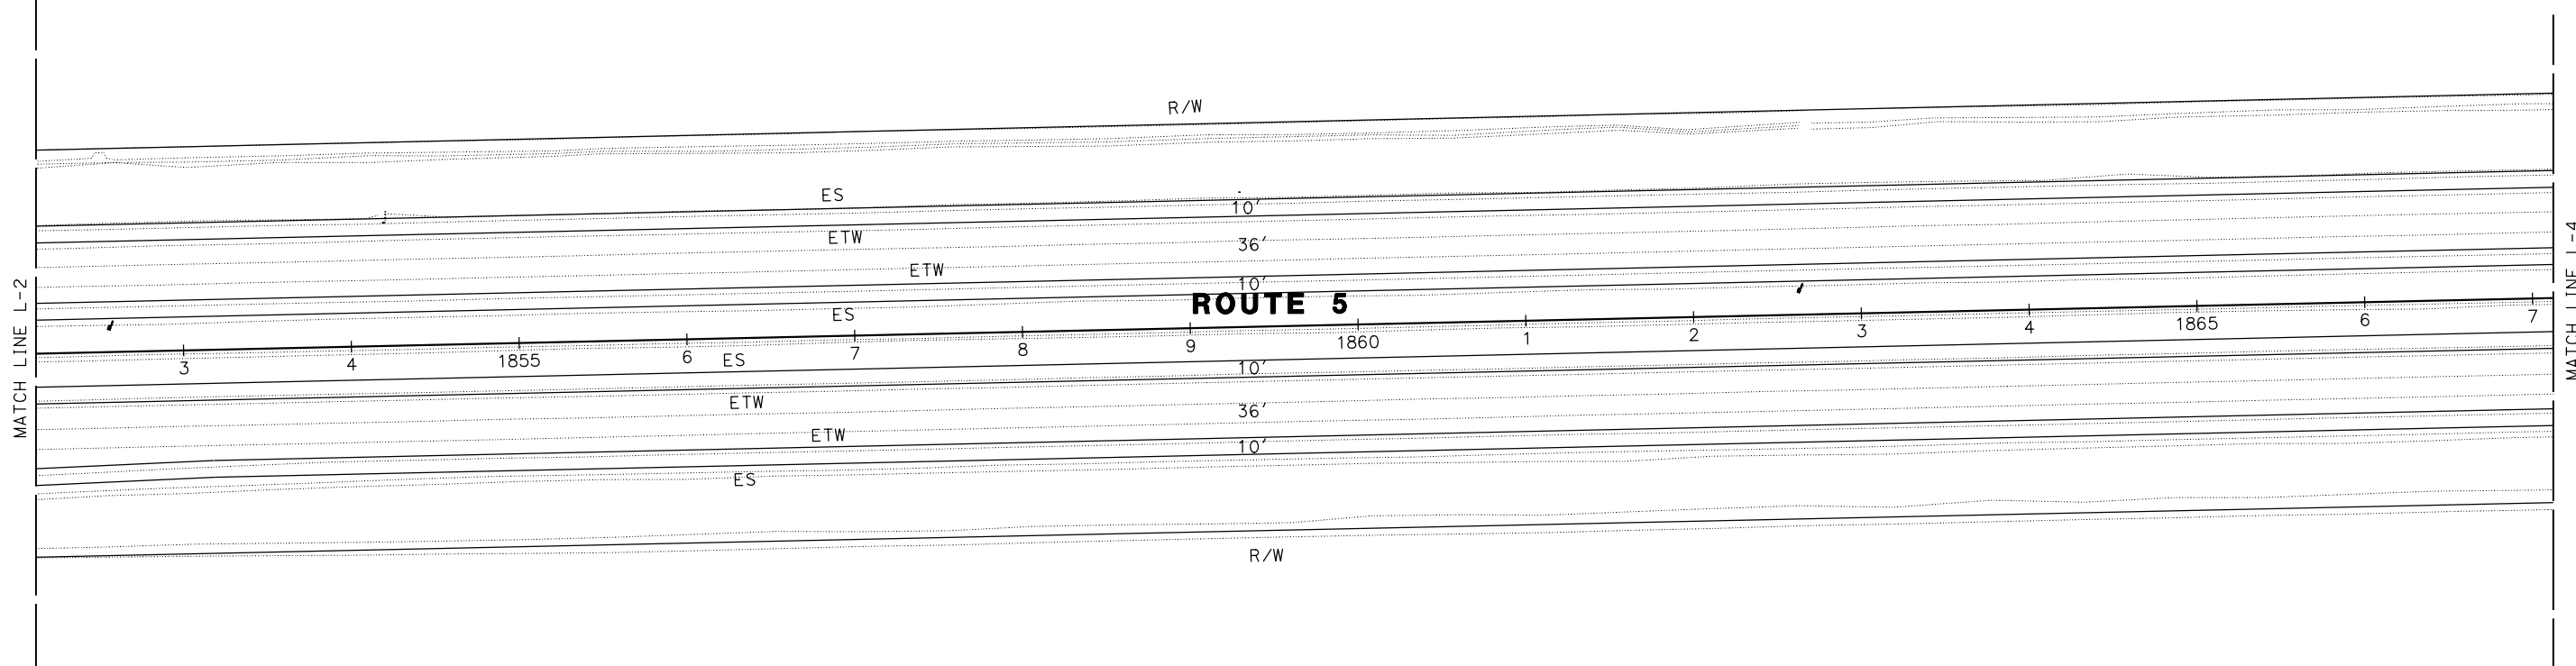 R/W
ES
10'
ETW
36'
ETW
10'
ROUTE 5
ES
3 4 1855 6 7 8 9 1860 1 2 3 4 1865 6 7
ES
10'
ETW
36'
ETW
10'
ES
R/W
MATCH LINE L-2
MATCH LINE L-4